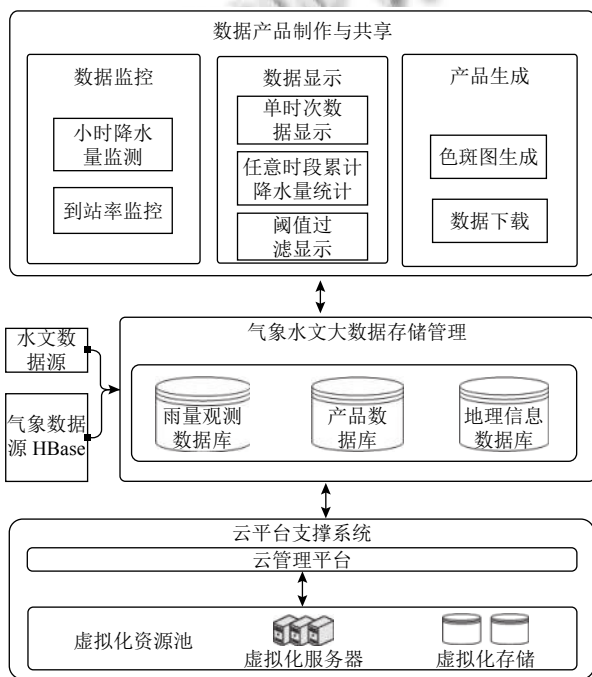 数据产品制作与共享
数据监控
小时降水
量监测
到站率监控
数据显示
单时次数
据显示
任意时段累计
降水量统计
阈值过
滤显示
产品生成
色斑图生成
数据下载
水文数
据源
气象数据
源 HBase
气象水文大数据存储管理
雨量观测
数据库
产品数
据库
地理信息
数据库
云平台支撑系统
云管理平台
虚拟化资源池
虚拟化服务器
虚拟化存储